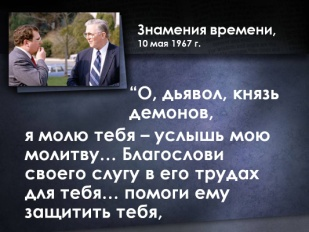 Знамения времени,
10 мая 1967 г.
“О, дьявол, князь
демонов,
я молю тебя – услышь мою
молитву… Благослови
своего слугу в его трудах
для тебя… помоги ему
защитить тебя,